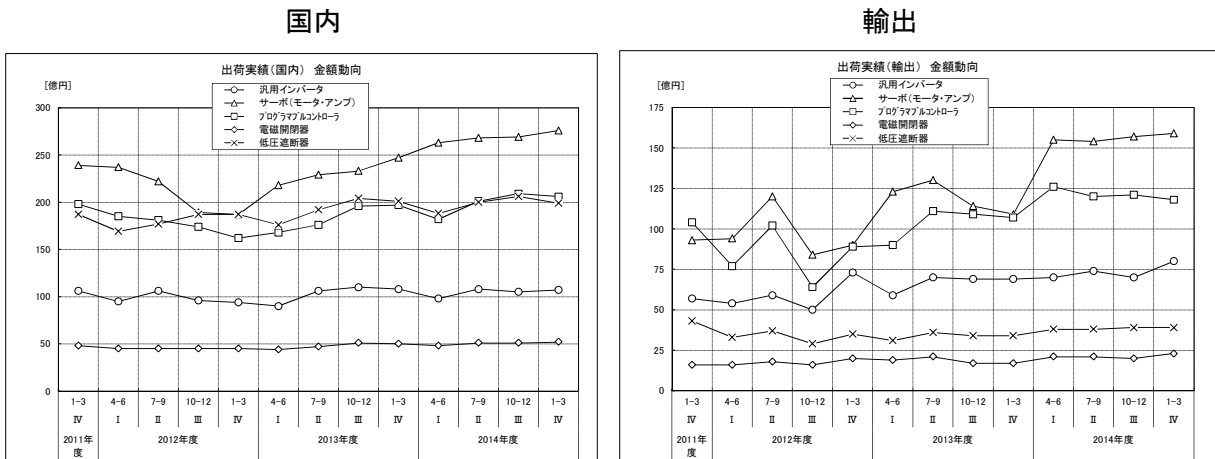 国内
出荷実績(国内) 金額動向
[億円]
汎用インバータ
サーボ(モータ・アンプ)
プログラマブルコントローラ
電磁開閉器
低圧遮断器
300
250
200
150
100
50
0
1-3 4-6 7-9 10-12 1-3 4-6 7-9 10-12 1-3 4-6 7-9 10-12 1-3
Ⅳ Ⅰ Ⅱ Ⅲ Ⅳ Ⅰ Ⅱ Ⅲ Ⅳ Ⅰ Ⅱ Ⅲ Ⅳ
2011年度 2012年度 2013年度 2014年度
輸出
出荷実績(輸出) 金額動向
[億円]
汎用インバータ
サーボ(モータ・アンプ)
プログラマブルコントローラ
電磁開閉器
低圧遮断器
175
150
125
100
75
50
25
0
1-3 4-6 7-9 10-12 1-3 4-6 7-9 10-12 1-3 4-6 7-9 10-12 1-3
Ⅳ Ⅰ Ⅱ Ⅲ Ⅳ Ⅰ Ⅱ Ⅲ Ⅳ Ⅰ Ⅱ Ⅲ Ⅳ
2011年度 2012年度 2013年度 2014年度